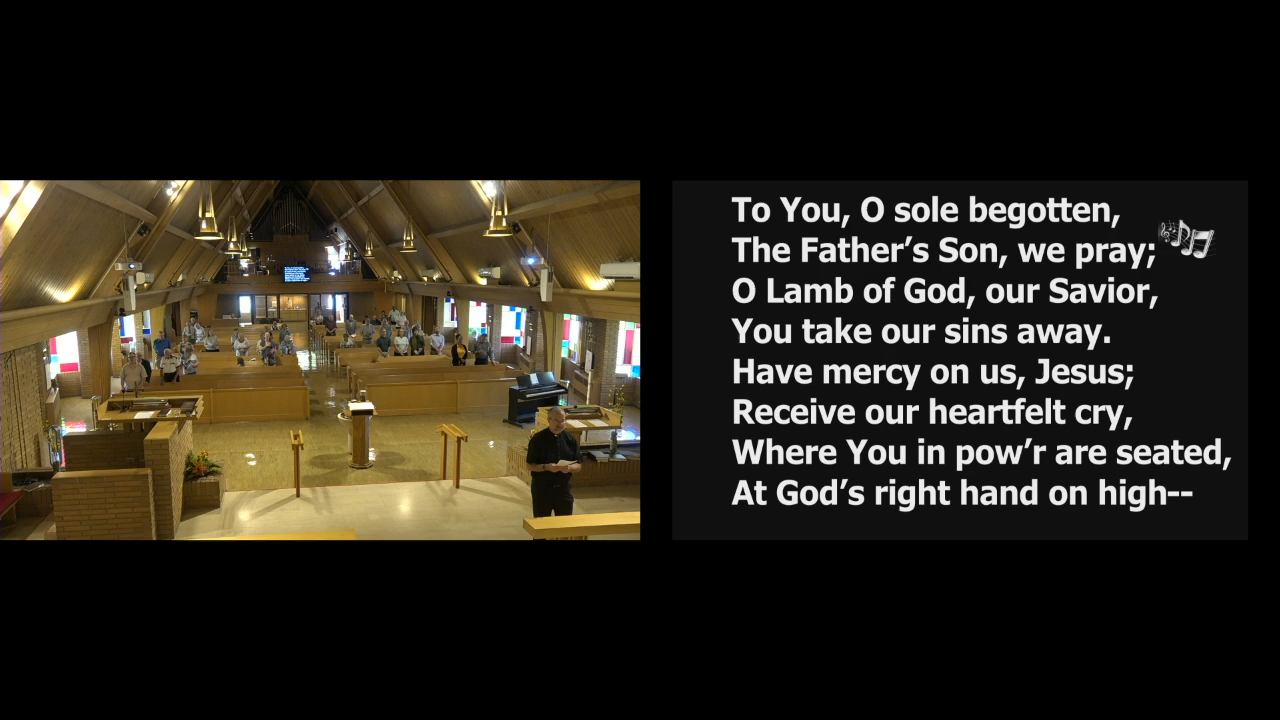 To You, O sole begotten,
The Father’s Son, we pray;
O Lamb of God, our Savior,
You take our sins away.
Have mercy on us, Jesus;
Receive our heartfelt cry,
Where You in pow’r are seated,
At God’s right hand on high--